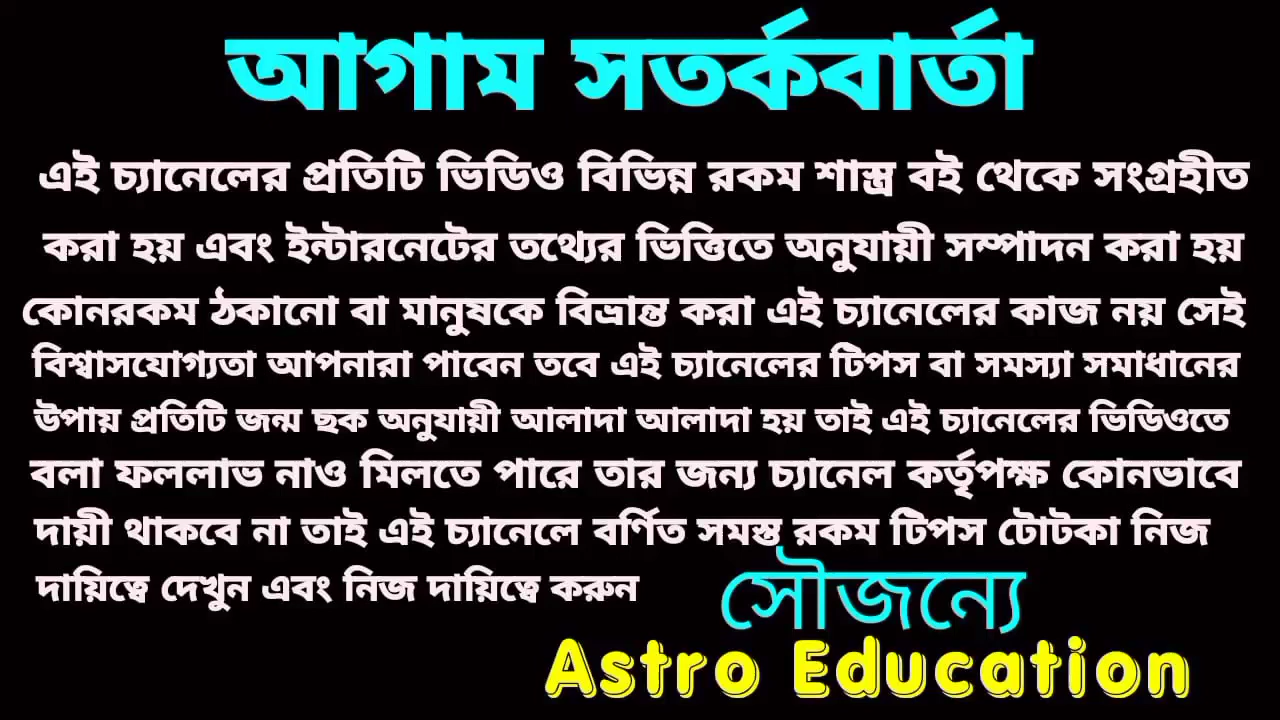 আগাম সতর্কবার্তা
এই চ্যানেলের প্রতিটি ভিডিও বিভিন্ন রকম শাস্ত্র বই থেকে সংগ্রহীত
করা হয় এবং ইন্টারনেটের তথ্যের ভিত্তিতে অনুযায়ী সম্পাদন করা হয়
কোনরকম ঠকানো বা মানুষকে বিভ্রান্ত করা এই চ্যানেলের কাজ নয় সেই
বিশ্বাসযোগ্যতা আপনারা পাবেন তবে এই চ্যানেলের টিপস বা সমস্যা সমাধানের
উপায় প্রতিটি জন্ম ছক অনুযায়ী আলাদা আলাদা হয় তাই এই চ্যানেলের ভিডিওতে
বলা ফললাভ নাও মিলতে পারে তার জন্য চ্যানেল কর্তৃপক্ষ কোনভাবে
দায়ী থাকবে না তাই এই চ্যানেলে বর্ণিত সমস্ত রকম টিপস টোটকা নিজ
দায়িত্বে দেখুন এবং নিজ দায়িত্বে করুন
সৌজন্যে
Astro Education